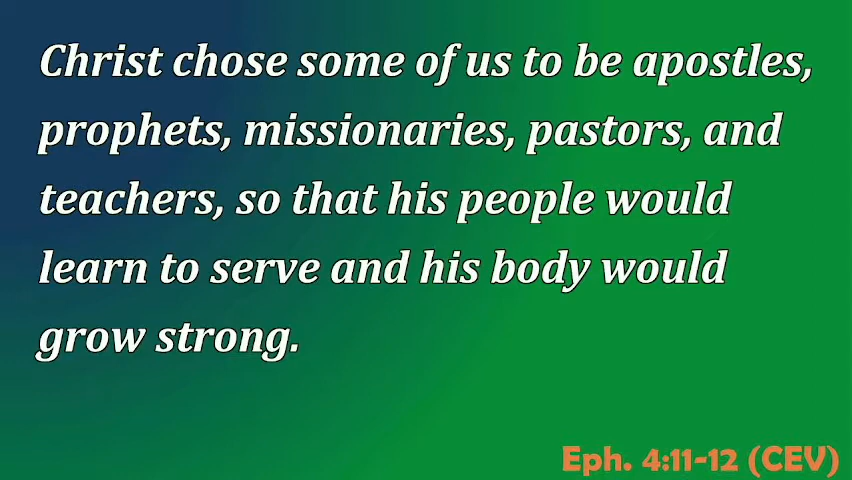 Christ chose some of us to be apostles,
prophets, missionaries, pastors, and
teachers, so that his people would
learn to serve and his body would
grow strong.
Eph. 4:11-12 (CEV)